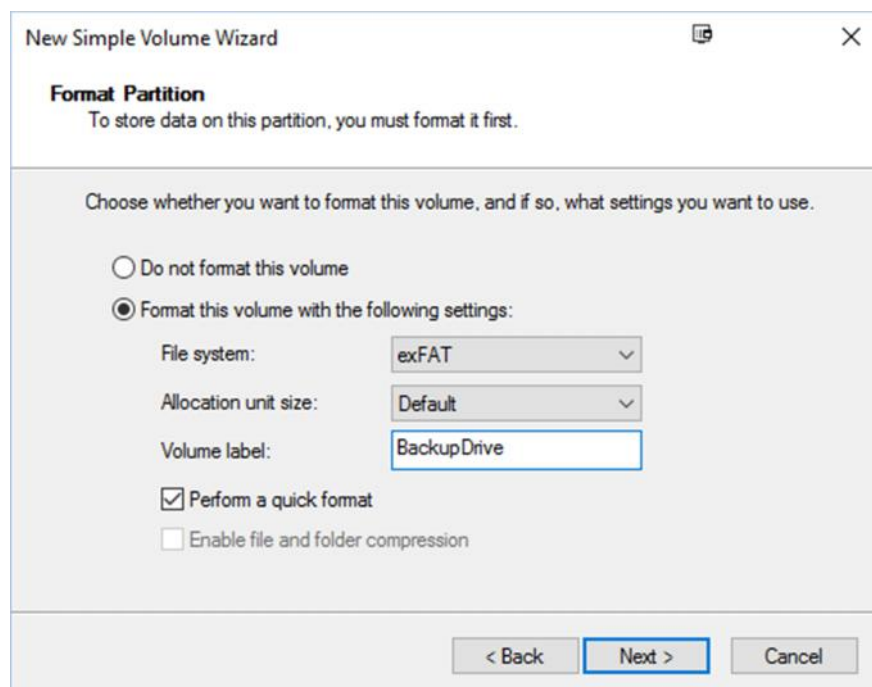 New Simple Volume Wizard
Format Partition
To store data on this partition, you must format it first.
Choose whether you want to format this volume, and if so, what settings you want to use.
Do not format this volume
Format this volume with the following settings:
File system: exFAT
Allocation unit size: Default
Volume label: BackupDrive
Perform a quick format
Enable file and folder compression
< Back Next > Cancel